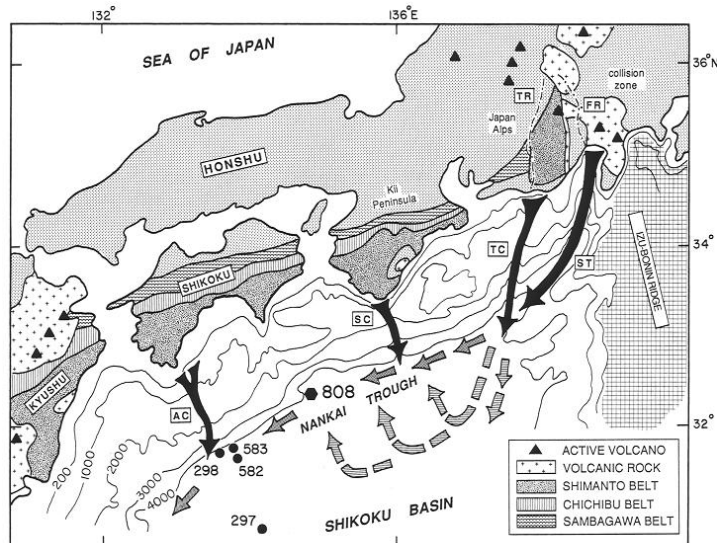 132°
136°E
SEA OF JAPAN
36°N
collision
zone
TR
FR
Japan
Alps
HONSHU
Kii
Peninsula
34°
IZU-BONIN RIDGE
TC
ST
SHIKOKU
SC
KYUSHU
808
NANKAI TROUGH
32°
AC
583
298
582
200
1000
2000
3000
4000
297
SHIKOKU BASIN
ACTIVE VOLCANO
VOLCANIC ROCK
SHIMANTO BELT
CHICHIBU BELT
SAMBAGAWA BELT